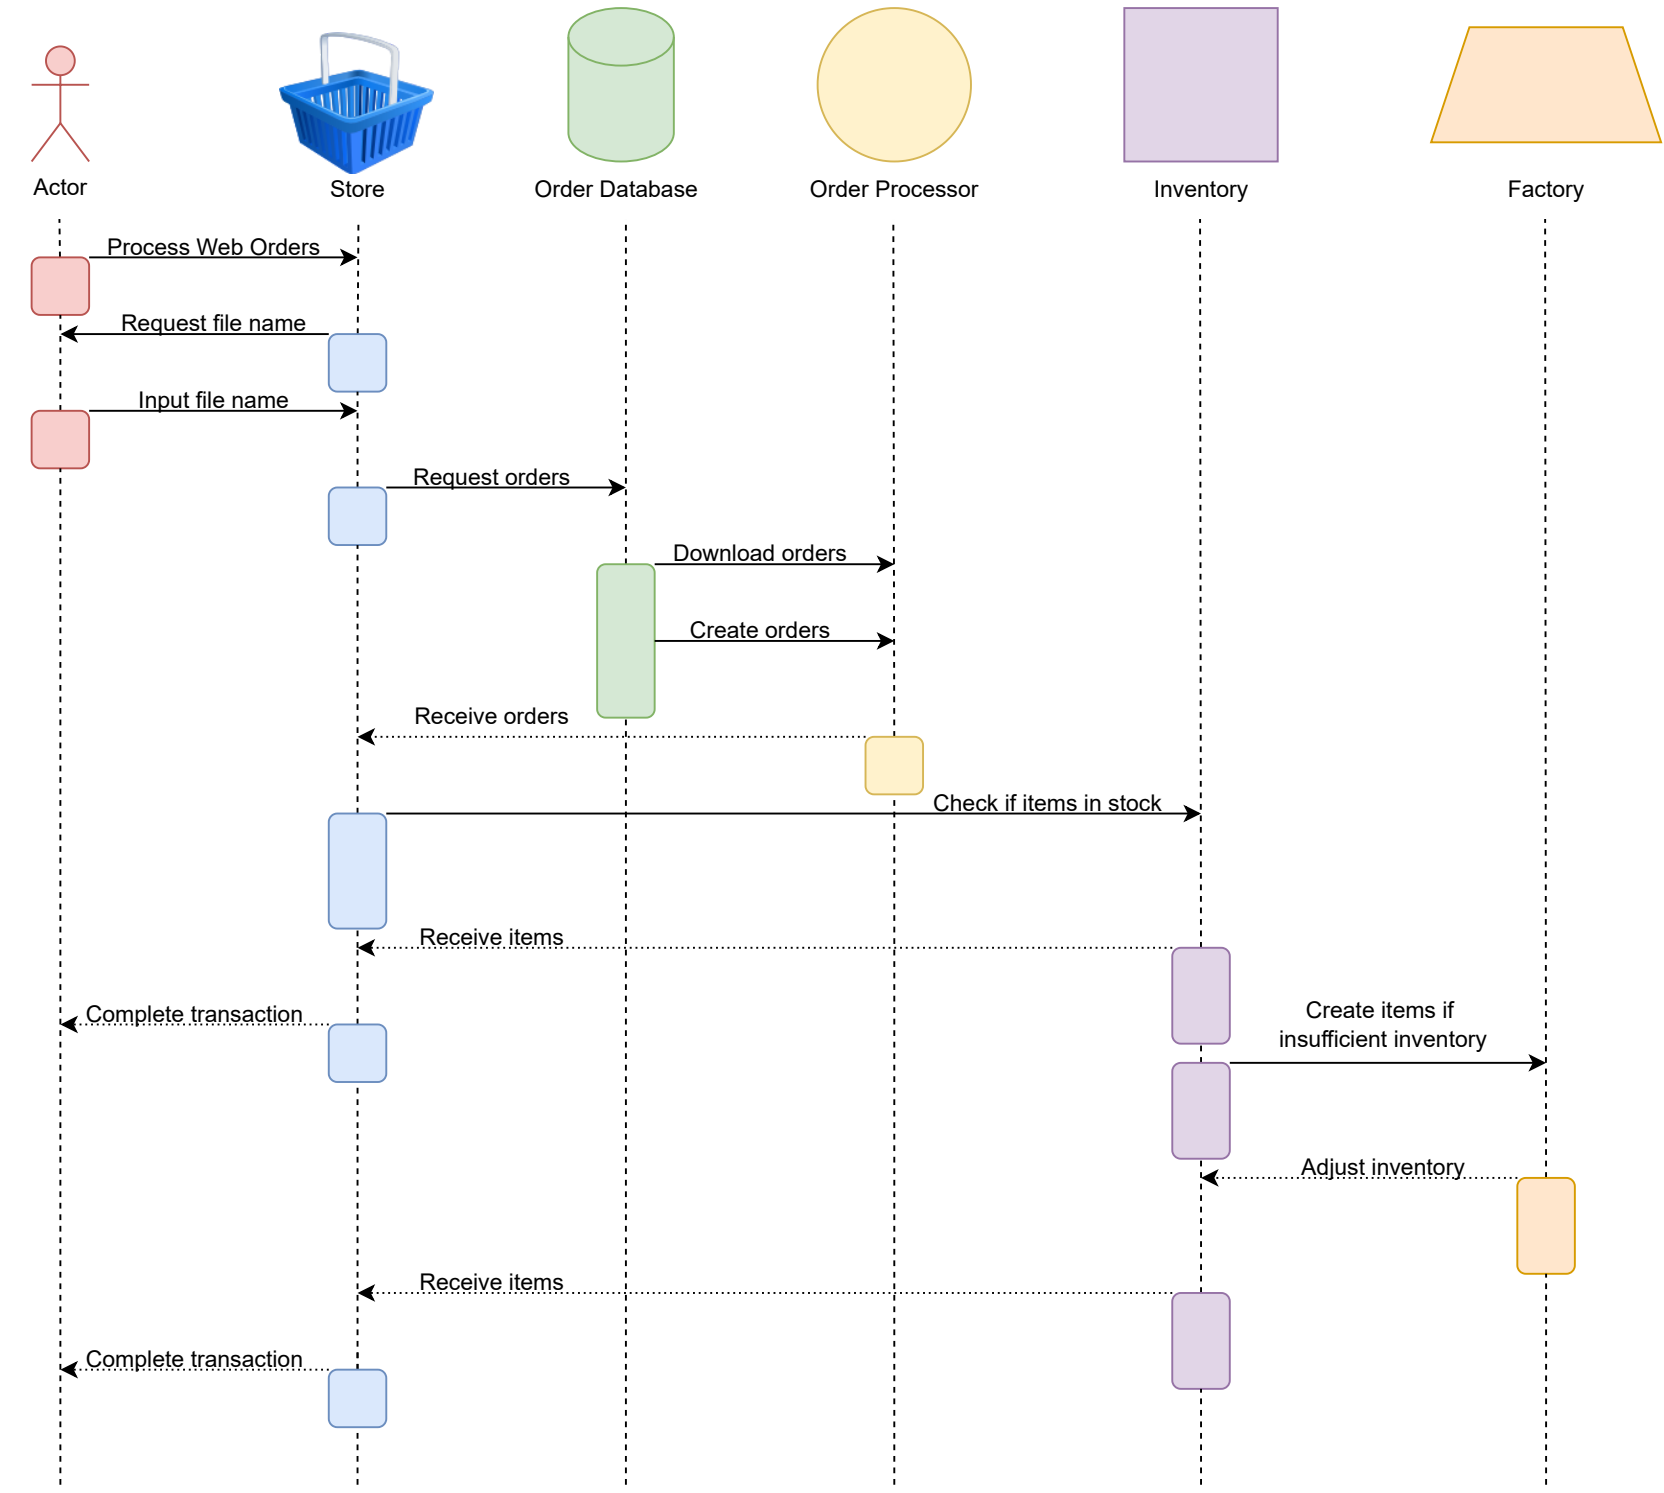 Actor
Store
Order Database
Order Processor
Inventory
Factory
Process Web Orders
Request file name
Input file name
Request orders
Download orders
Create orders
Receive orders
Check if items in stock
Receive items
Complete transaction
Create items if
insufficient inventory
Adjust inventory
Receive items
Complete transaction